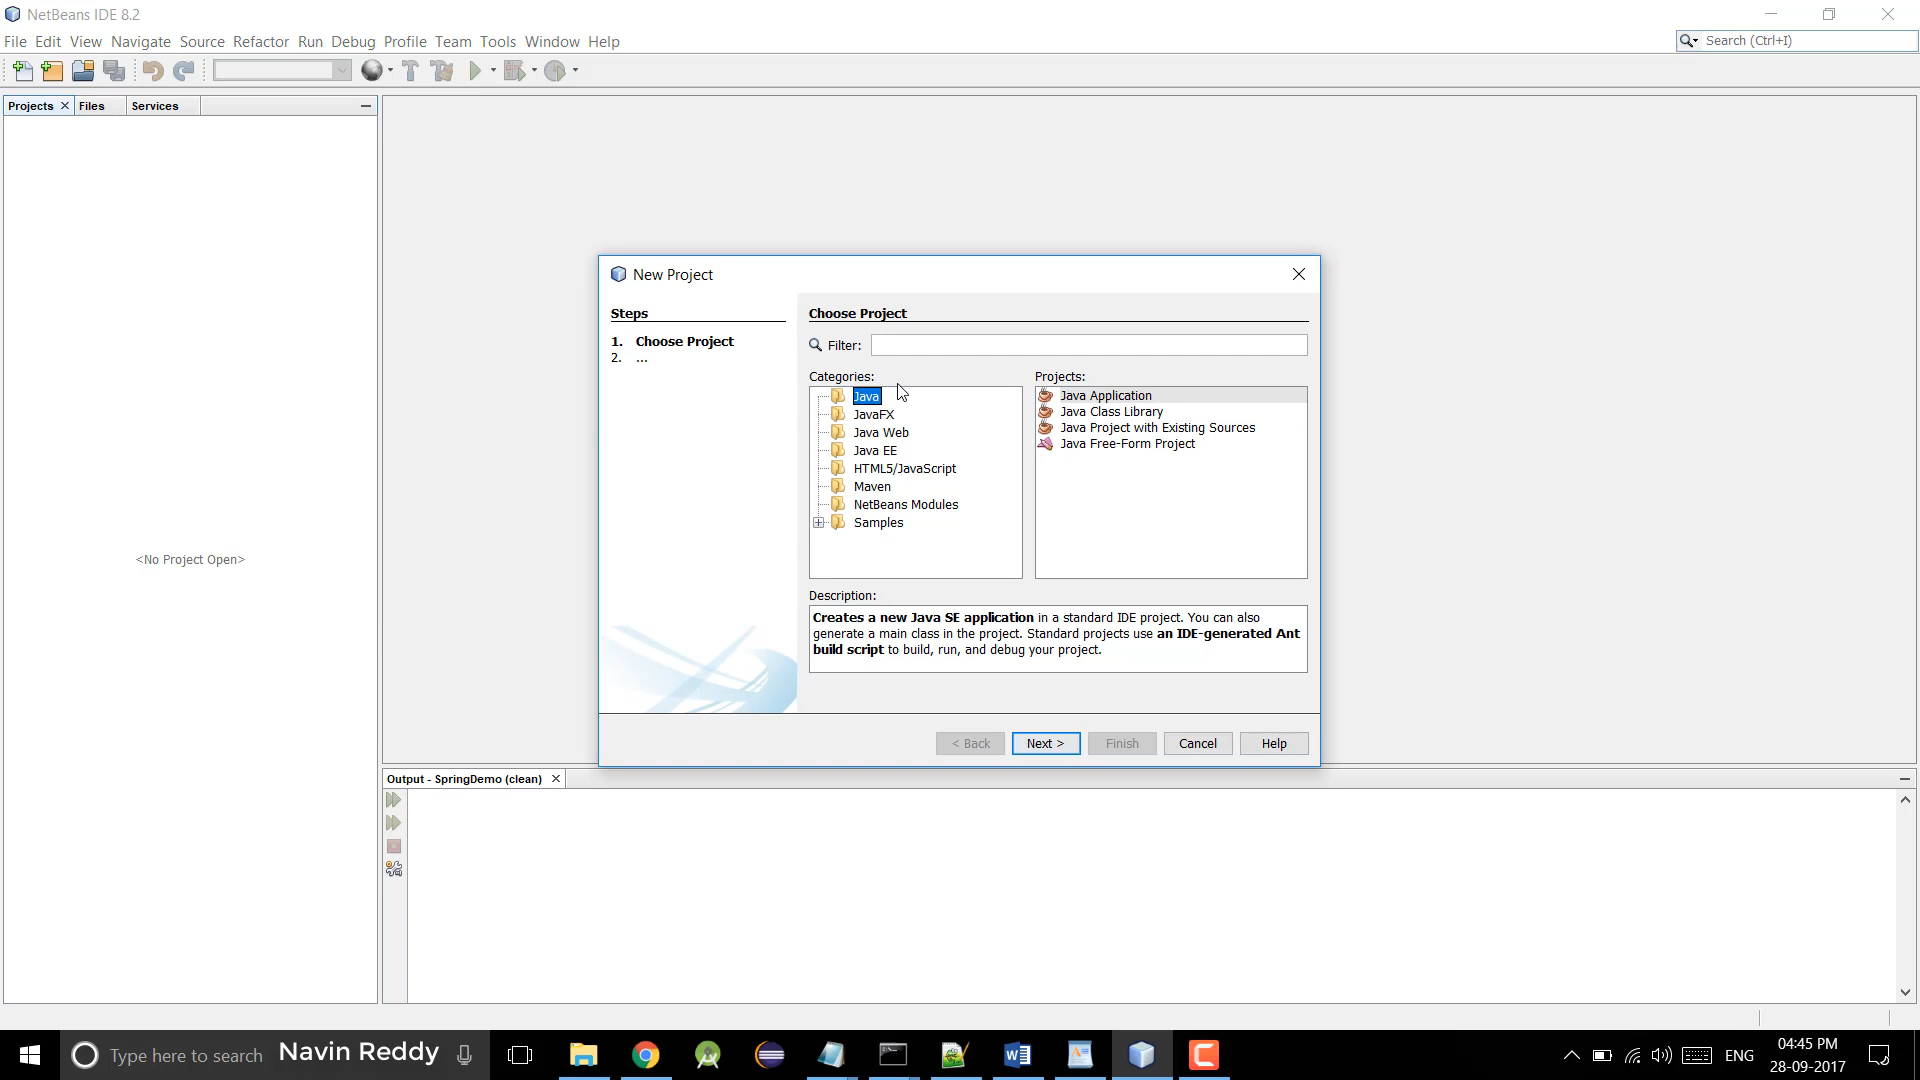 NetBeans IDE 8.2
File Edit View Navigate Source Refactor Run Debug Profile Team Tools Window Help
Search (Ctrl+I)
Projects Files Services
<No Project Open>
New Project
Steps
1. Choose Project
2. ...
Choose Project
Filter:
Categories:
Java
JavaFX
Java Web
Java EE
HTML5/JavaScript
Maven
NetBeans Modules
Samples
Projects:
Java Application
Java Class Library
Java Project with Existing Sources
Java Free-Form Project
Description:
Creates a new Java SE application in a standard IDE project. You can also
generate a main class in the project. Standard projects use an IDE-generated Ant
build script to build, run, and debug your project.
< Back Next > Finish Cancel Help
Output - SpringDemo (clean)
Type here to search
Navin Reddy
ENG
04:45 PM
28-09-2017